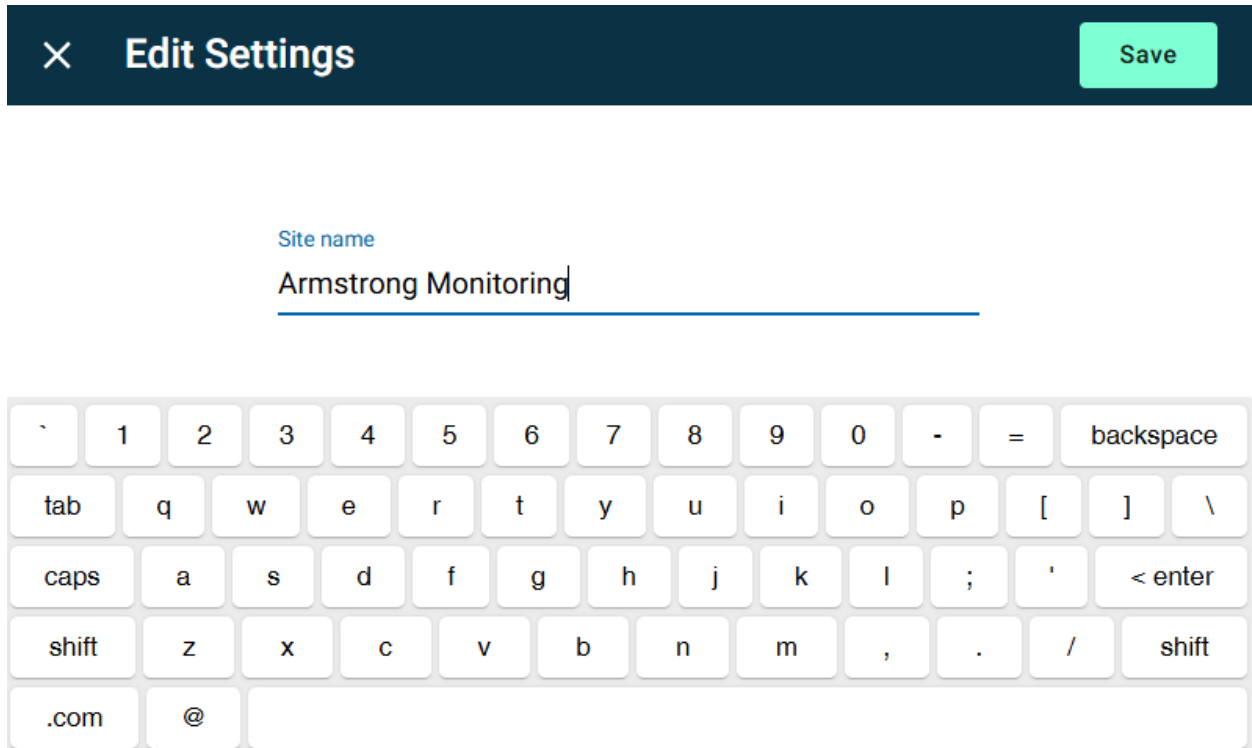 Edit Settings Save
Site name
Armstrong Monitoring
` 1 2 3 4 5 6 7 8 9 0 - = backspace
tab q w e r t y u i o p [ ] \
caps a s d f g h j k l ; ' < enter
shift z x c v b n m , . / shift
.com @